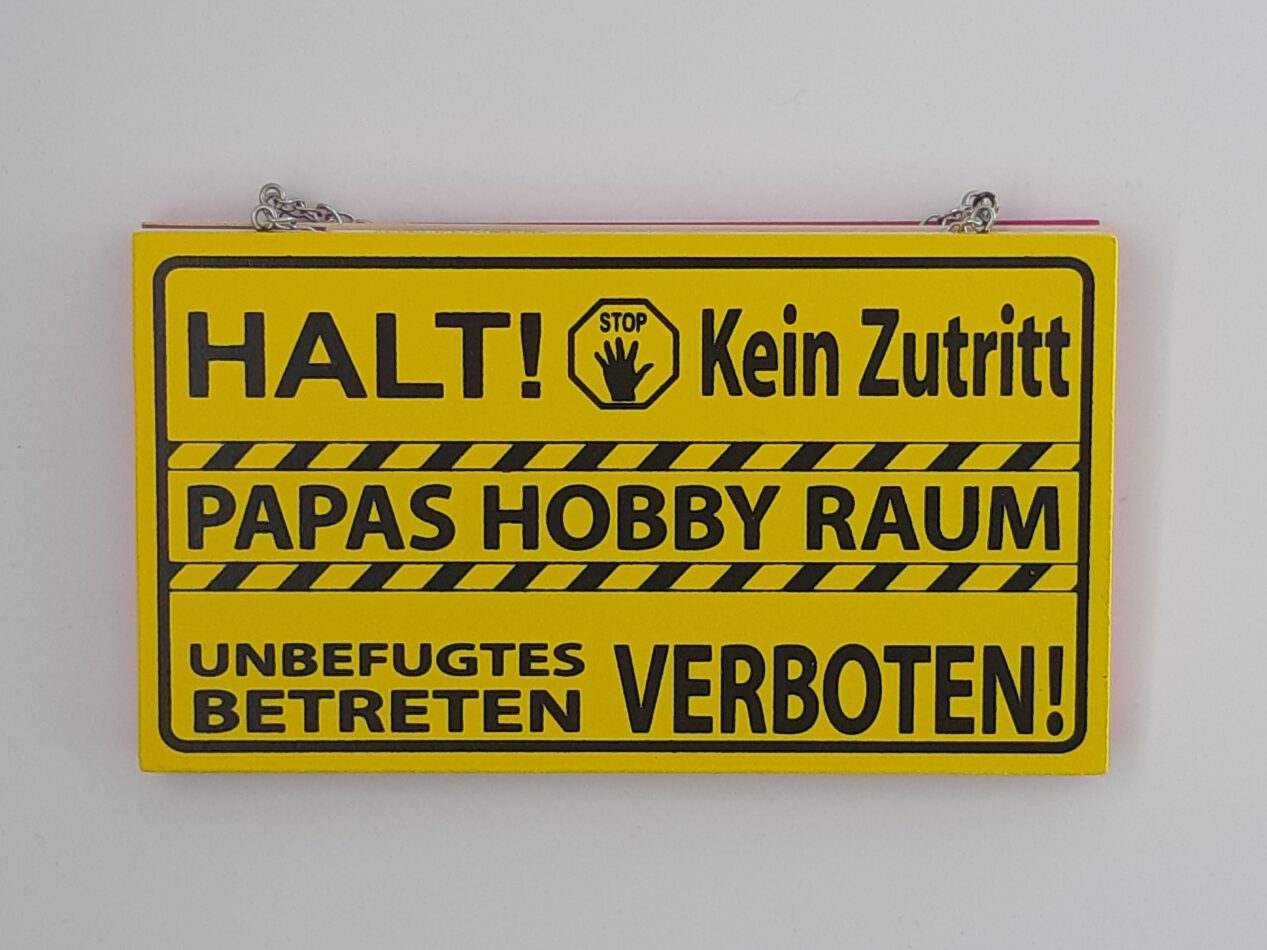 HALT! STOP Kein Zutritt
PAPAS HOBBY RAUM
UNBEFUGTES
BETRETEN VERBOTEN!